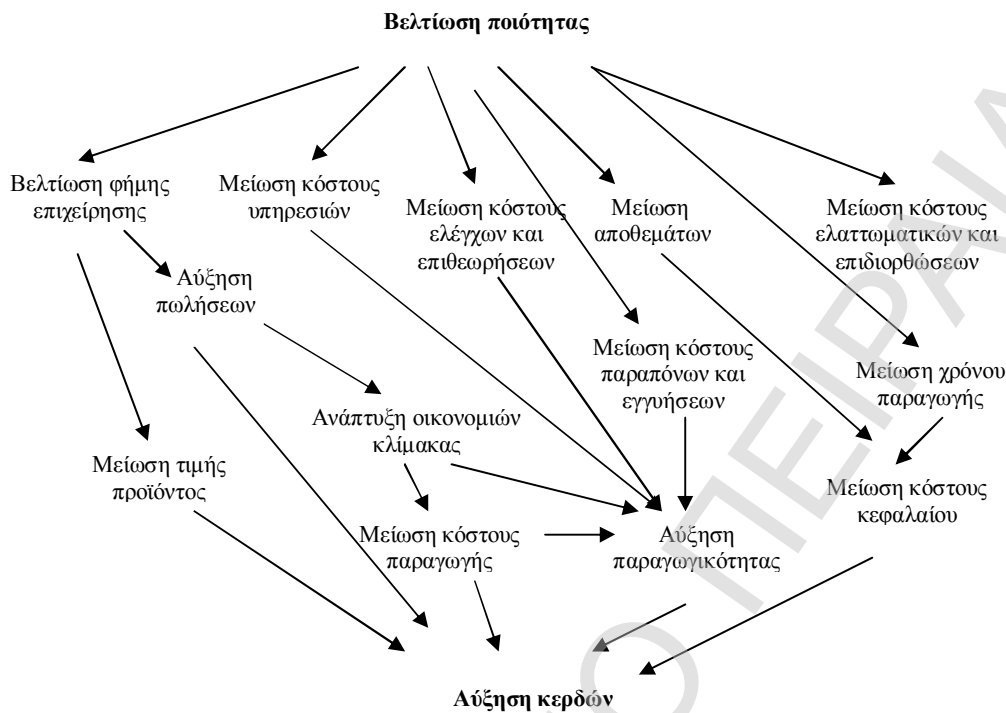 Βελτίωση ποιότητας
Βελτίωση φήμης
επιχείρησης
Μείωση κόστους
υπηρεσιών
Μείωση κόστους
ελέγχων και
επιθεωρήσεων
Μείωση
αποθεμάτων
Μείωση κόστους
ελαττωματικών και
επιδιορθώσεων
Αύξηση
πωλήσεων
Μείωση κόστους
παραπόνων και
εγγυήσεων
Μείωση χρόνου
παραγωγής
Ανάπτυξη οικονομιών
κλίμακας
Μείωση τιμής
προϊόντος
Μείωση κόστους
κεφαλαίου
Μείωση κόστους
παραγωγής
Αύξηση
παραγωγικότητας
Αύξηση κερδών